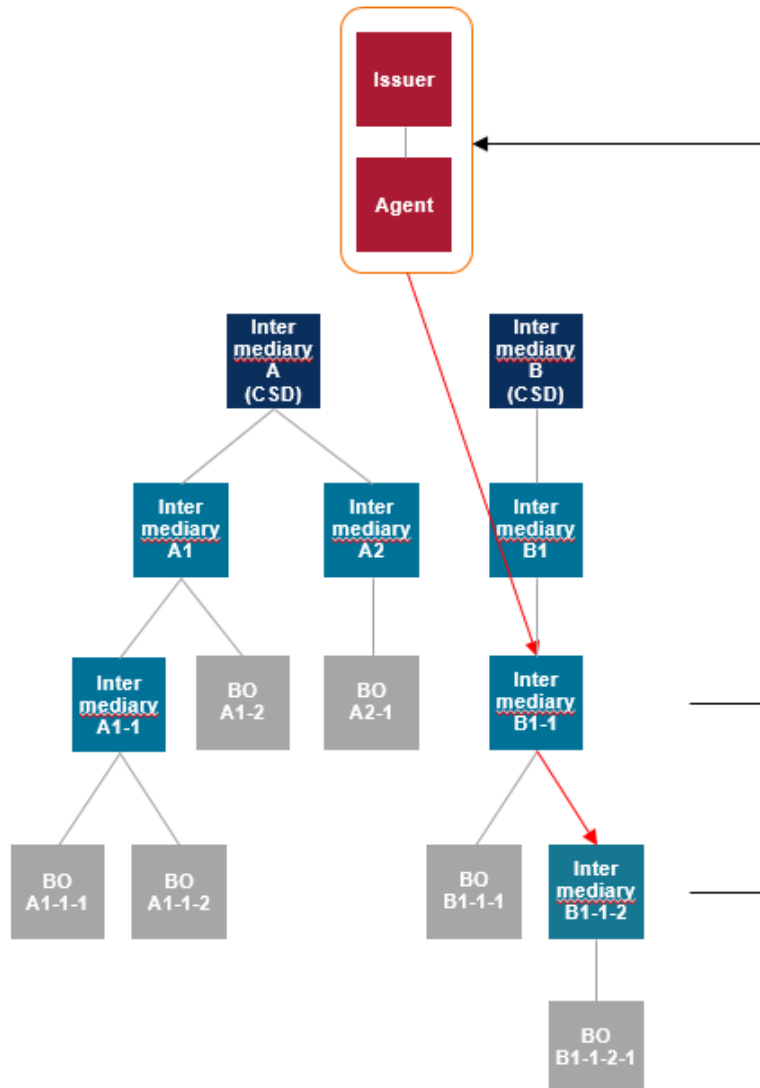 Issuer
Agent
Inter
mediary
A
(CSD)
Inter
mediary
B
(CSD)
Inter
mediary
A1
Inter
mediary
A2
Inter
mediary
B1
Inter
mediary
A1-1
BO
A1-2
BO
A2-1
Inter
mediary
B1-1
BO
A1-1-1
BO
A1-1-2
BO
B1-1-1
Inter
mediary
B1-1-2
BO
B1-1-2-1